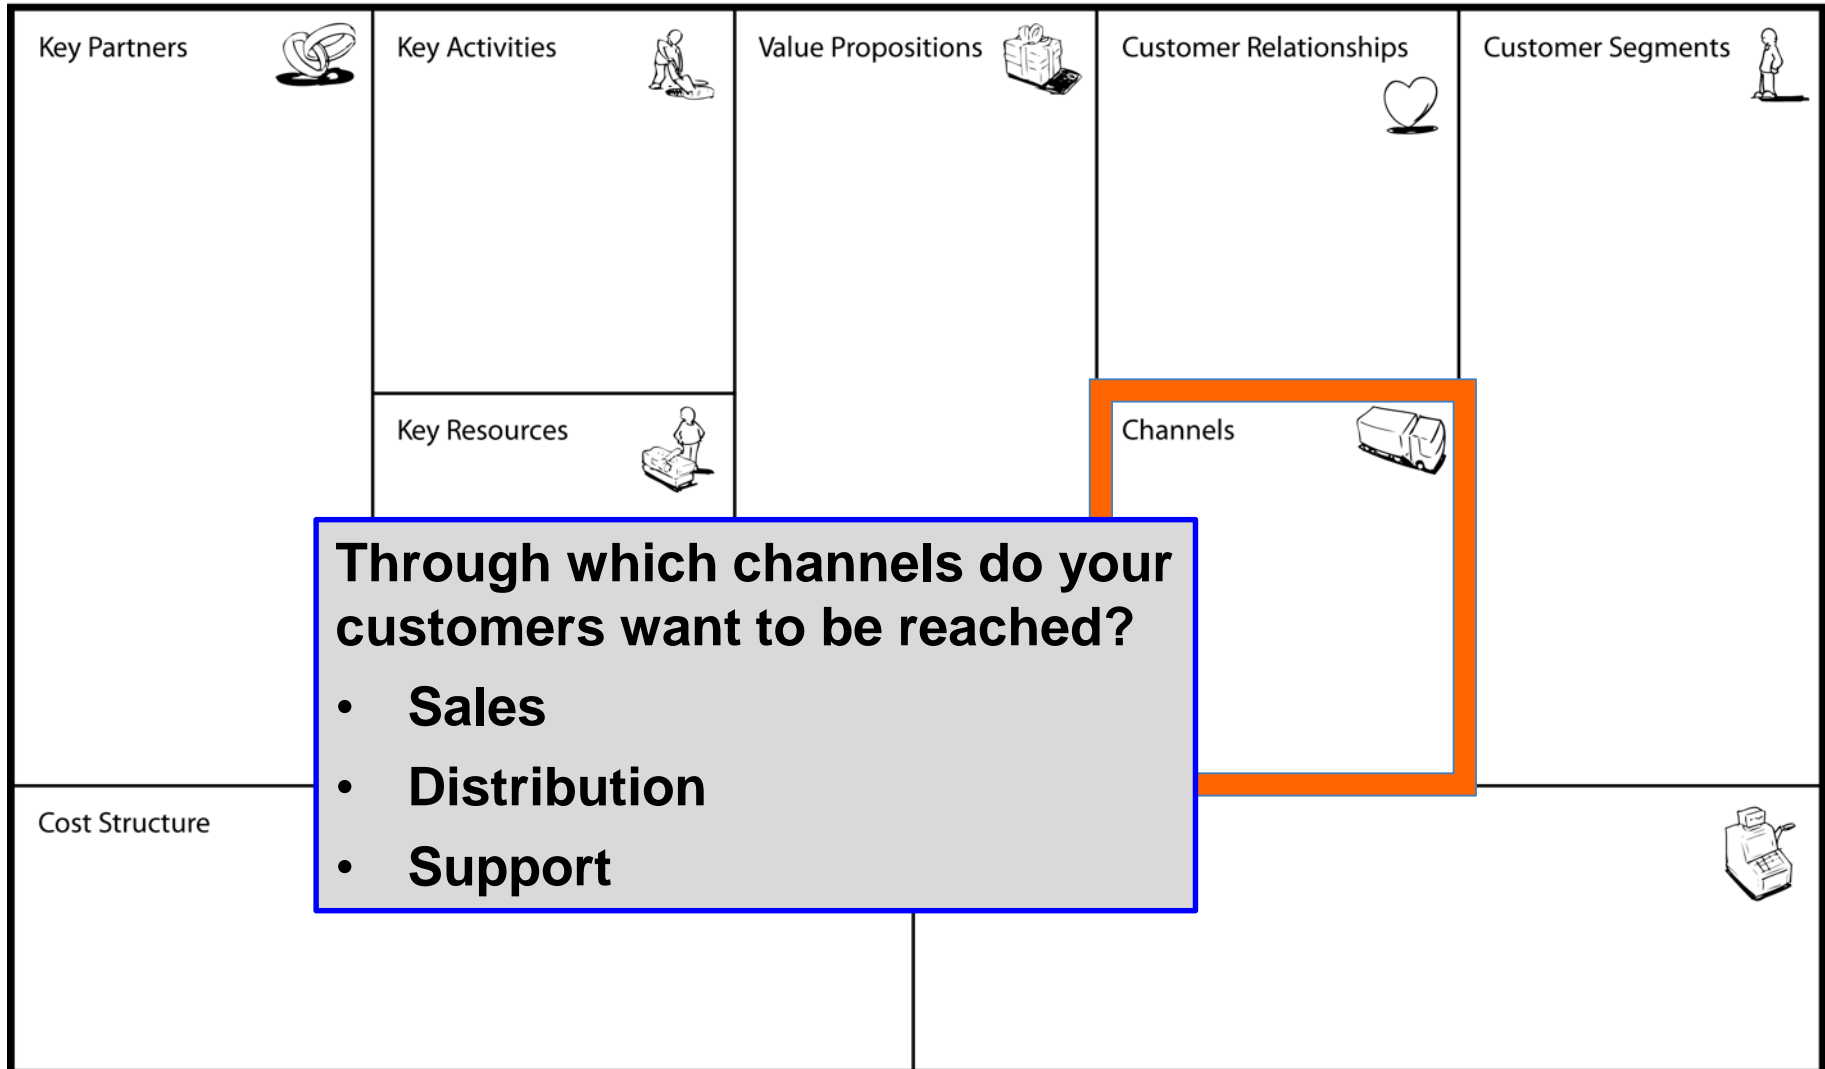 Key Partners
Key Activities
Value Propositions
Customer Relationships
Customer Segments
Key Resources
Channels
Through which channels do your
customers want to be reached?
• Sales
• Distribution
• Support
Cost Structure